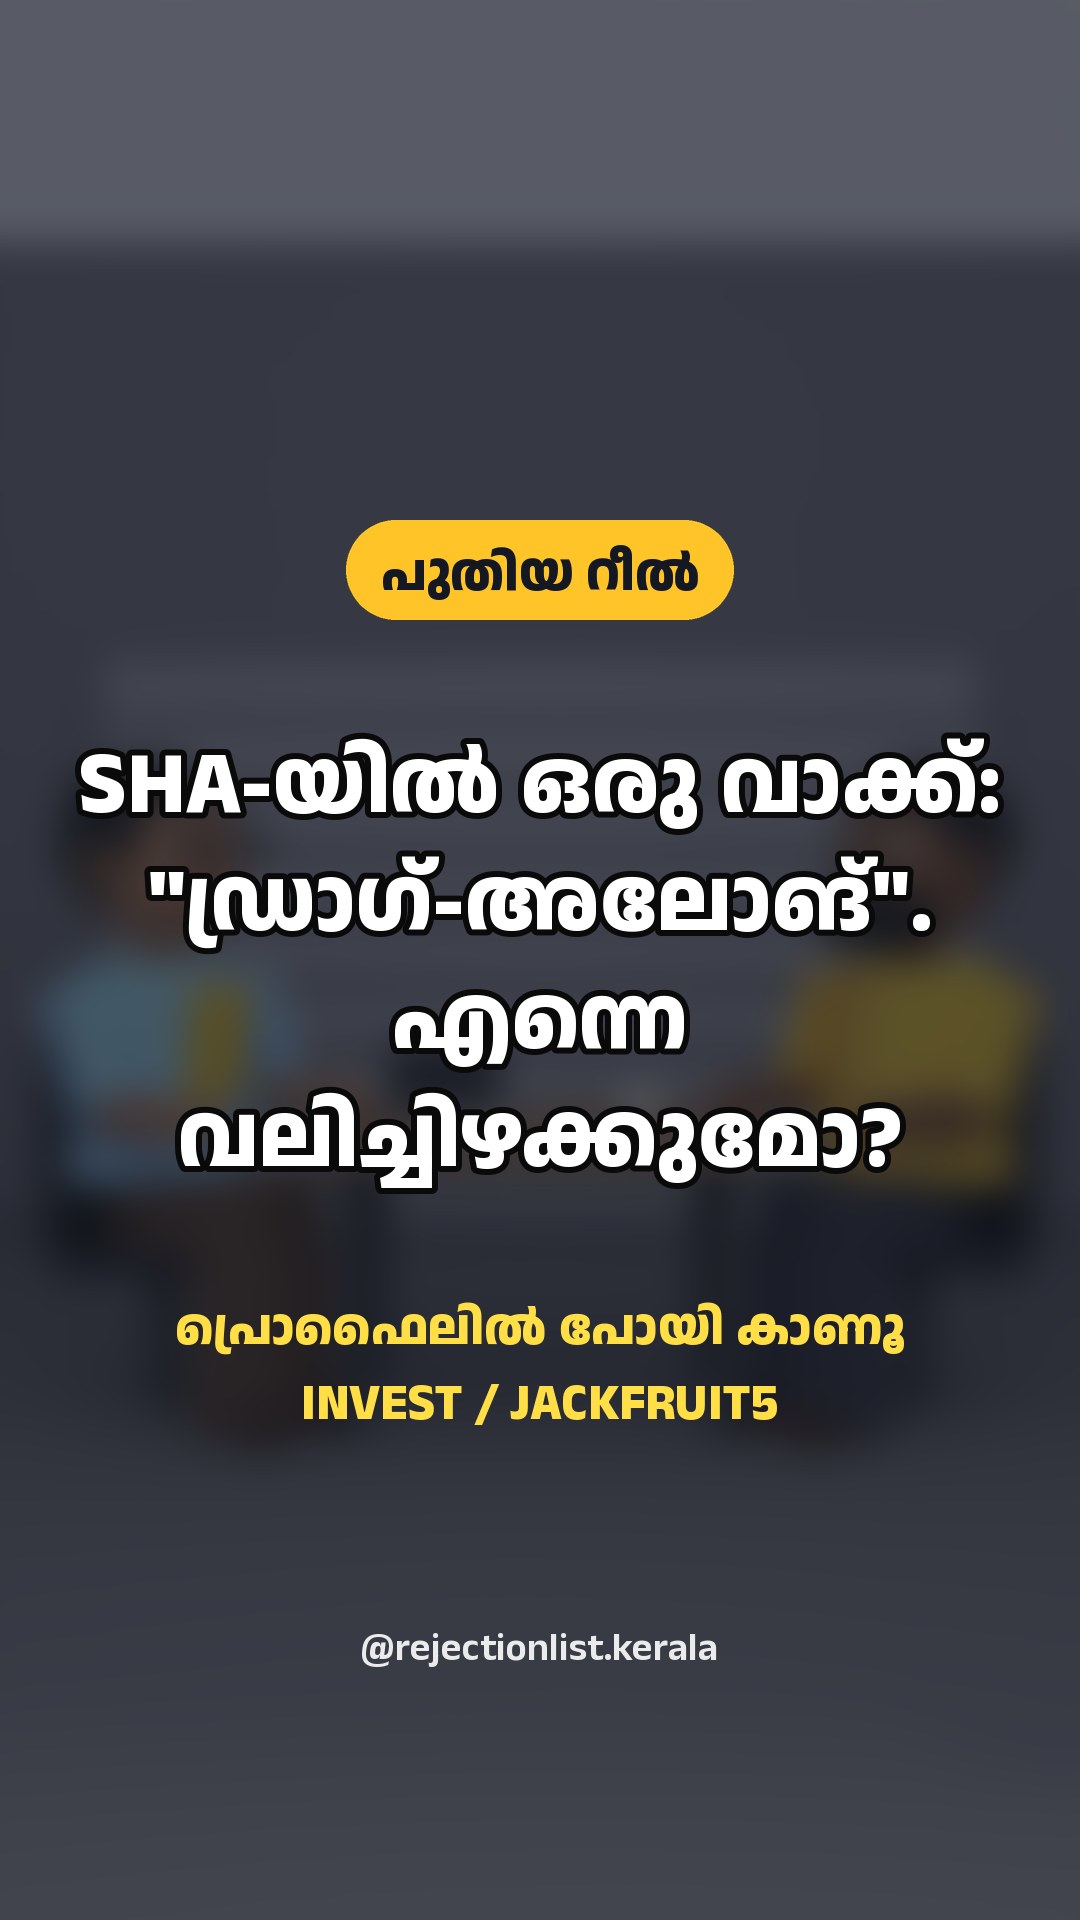 പുതിയ റീൽ
SHA-യിൽ ഒരു വാക്ക്:
"ഡ്രാഗ്-അലോങ്".
എന്നെ
വലിച്ചിഴക്കുമോ?
പ്രൊഫൈലിൽ പോയി കാണൂ
INVEST / JACKFRUIT5
@rejectionlist.kerala